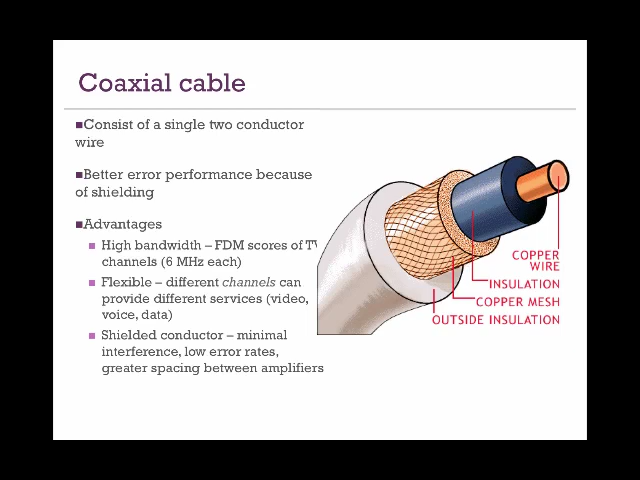 Coaxial cable
■Consist of a single two conductor
wire
■Better error performance because
of shielding
■Advantages
■ High bandwidth – FDM scores of
channels (6 MHz each)
■ Flexible – different channels can
provide different services (video,
voice, data)
■ Shielded conductor – minimal
interference, low error rates,
greater spacing between amplifiers
COPPER
WIRE
INSULATION
COPPER MESH
OUTSIDE INSULATION